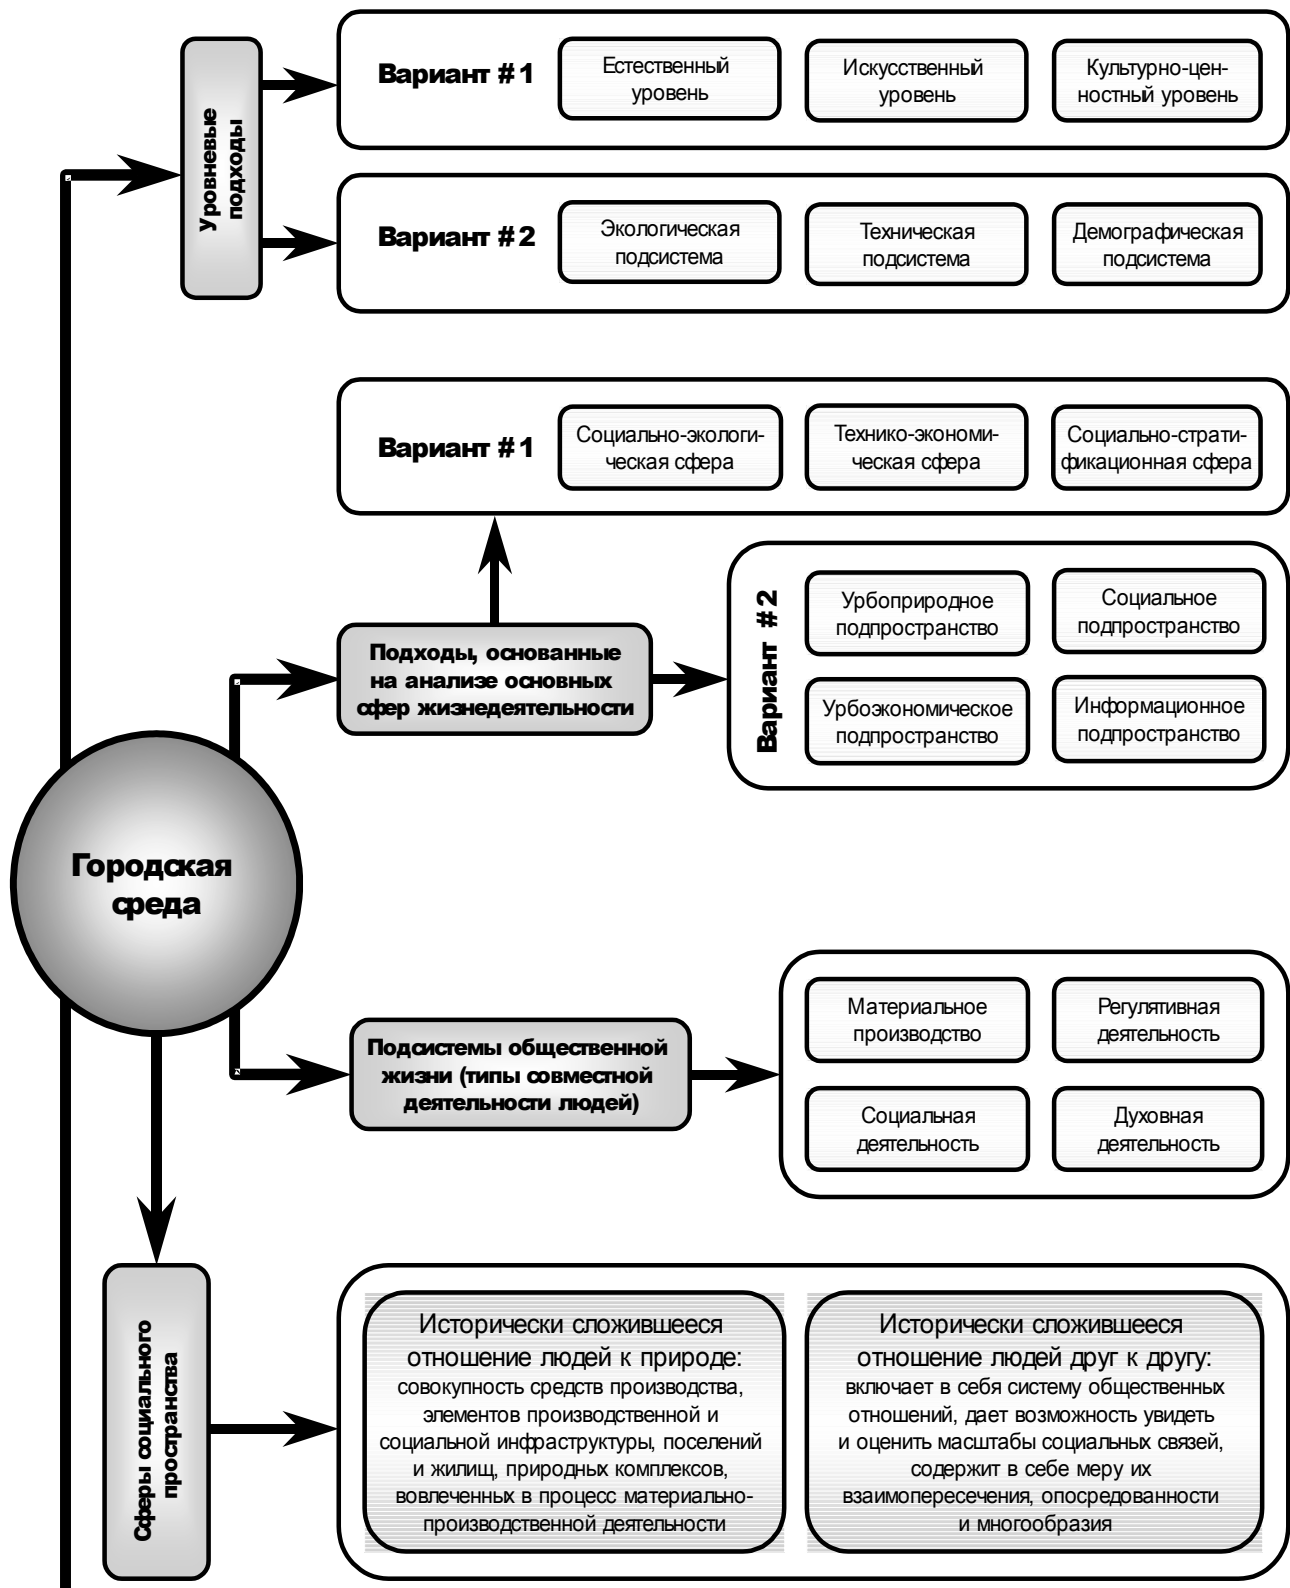 Уровневые
подходы
Вариант #1
Естественный
уровень
Искусственный
уровень
Культурно-цен-
ностный уровень
Вариант #2
Экологическая
подсистема
Техническая
подсистема
Демографическая
подсистема
Вариант #1
Социально-экологи-
ческая сфера
Технико-экономи-
ческая сфера
Социально-страти-
фикационная сфера
Подходы, основанные
на анализе основных
сфер жизнедеятельности
Вариант #2
Урбоприродное
подпространство
Социальное
подпространство
Урбоэкономическое
подпространство
Информационное
подпространство
Городская
среда
Подсистемы общественной
жизни (типы совместной
деятельности людей)
Материальное
производство
Регулятивная
деятельность
Социальная
деятельность
Духовная
деятельность
Сферы социального
пространства
Исторически сложившееся
отношение людей к природе:
совокупность средств производства,
элементов производственной и
социальной инфраструктуры, поселений
и жилищ, природных комплексов,
вовлеченных в процесс материально-
производственной деятельности
Исторически сложившееся
отношение людей друг к другу:
включает в себя систему общественных
отношений, дает возможность увидеть
и оценить масштабы социальных связей,
содержит в себе меру их
взаимопересечения, опосредованности
и многообразия